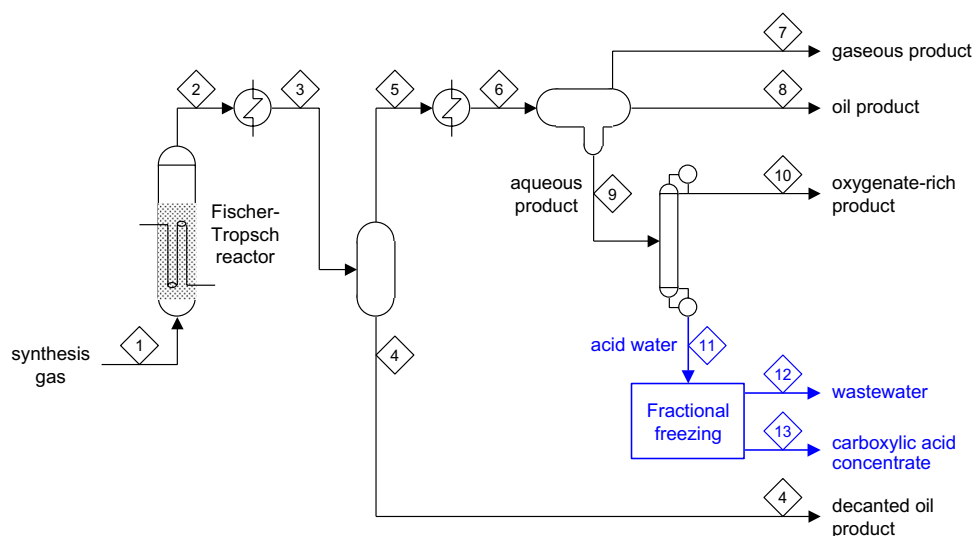 7
gaseous product
2
3
5
6
8
oil product
Fischer-
Tropsch
reactor
aqueous
product
9
10
oxygenate-rich
product
synthesis
gas
1
4
acid water
11
Fractional
freezing
12
wastewater
13
carboxylic acid
concentrate
4
decanted oil
product